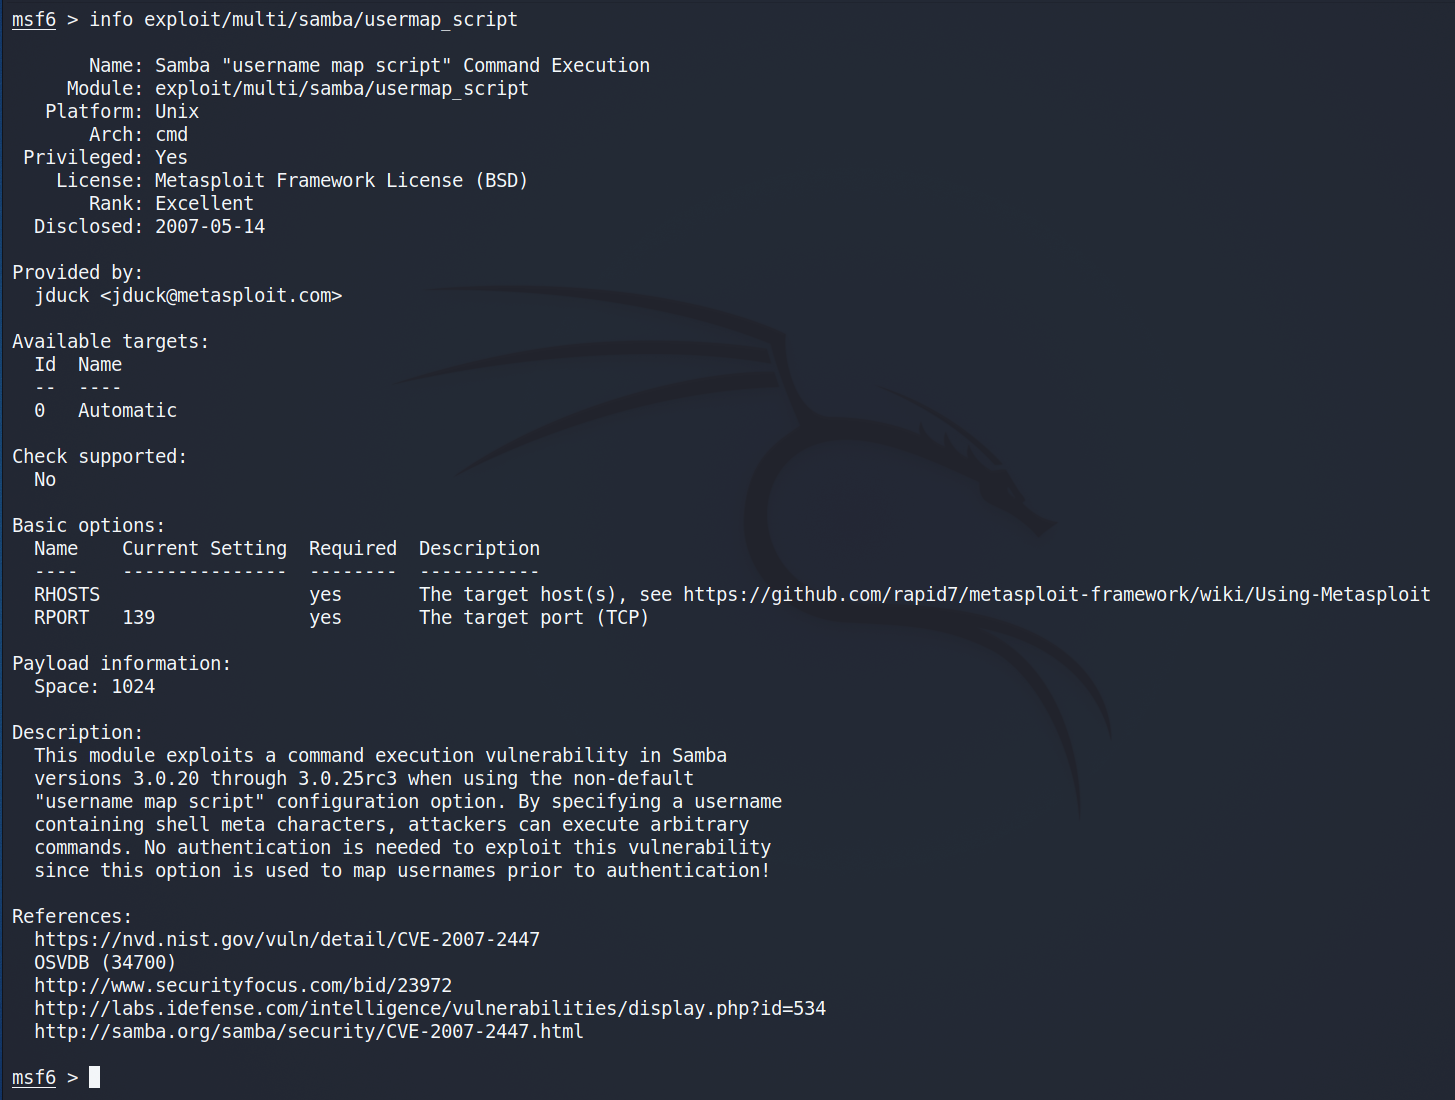 msf6 > info exploit/multi/samba/usermap_script
Name: Samba "username map script" Command Execution
Module: exploit/multi/samba/usermap_script
Platform: Unix
Arch: cmd
Privileged: Yes
License: Metasploit Framework License (BSD)
Rank: Excellent
Disclosed: 2007-05-14
Provided by:
jduck <jduck@metasploit.com>
Available targets:
Id  Name
--  ----
0   Automatic
Check supported:
No
Basic options:
Name    Current Setting  Required  Description
----    ---------------  --------  -----------
RHOSTS                   yes       The target host(s), see https://github.com/rapid7/metasploit-framework/wiki/Using-Metasploit
RPORT   139              yes       The target port (TCP)
Payload information:
Space: 1024
Description:
This module exploits a command execution vulnerability in Samba
versions 3.0.20 through 3.0.25rc3 when using the non-default
"username map script" configuration option. By specifying a username
containing shell meta characters, attackers can execute arbitrary
commands. No authentication is needed to exploit this vulnerability
since this option is used to map usernames prior to authentication!
References:
https://nvd.nist.gov/vuln/detail/CVE-2007-2447
OSVDB (34700)
http://www.securityfocus.com/bid/23972
http://labs.idefense.com/intelligence/vulnerabilities/display.php?id=534
http://samba.org/samba/security/CVE-2007-2447.html
msf6 >